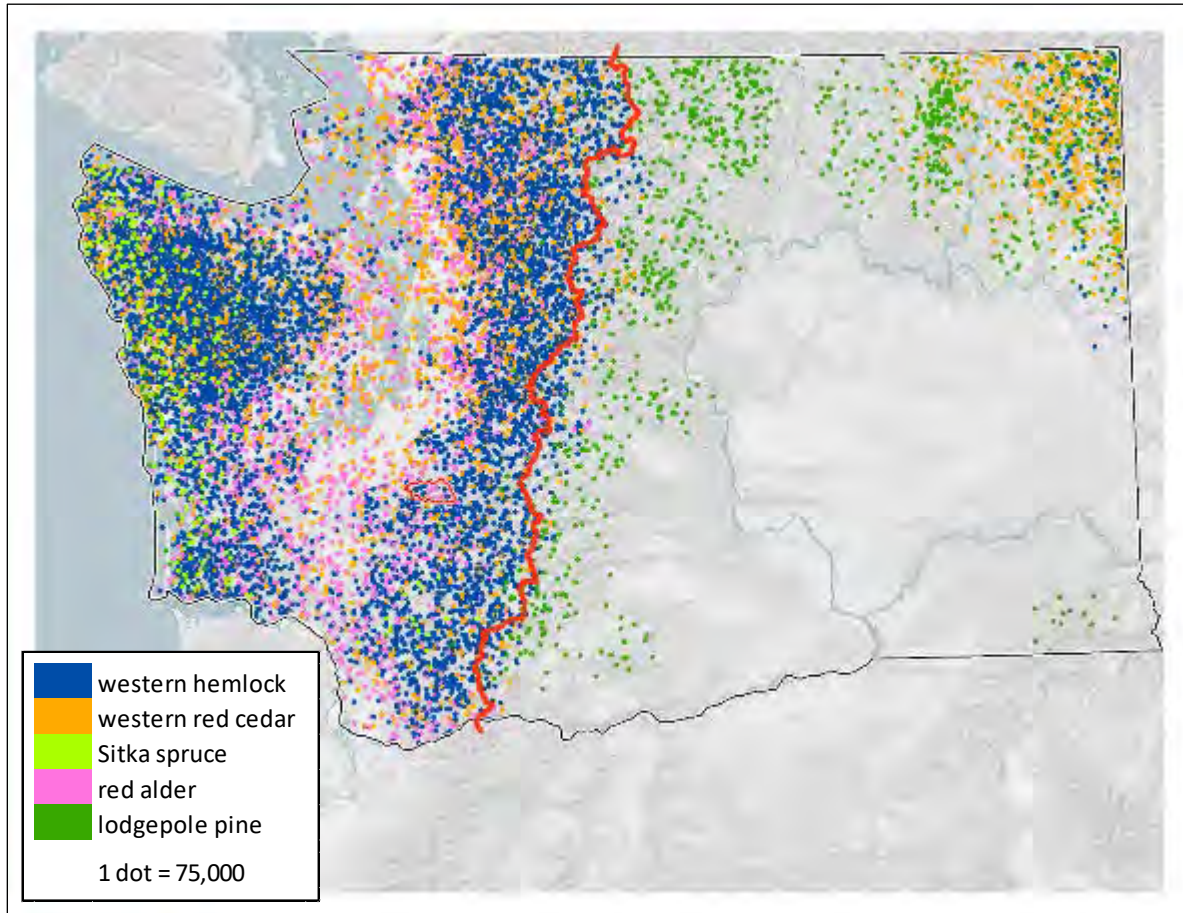 western hemlock
western red cedar
Sitka spruce
red alder
lodgepole pine
1 dot = 75,000